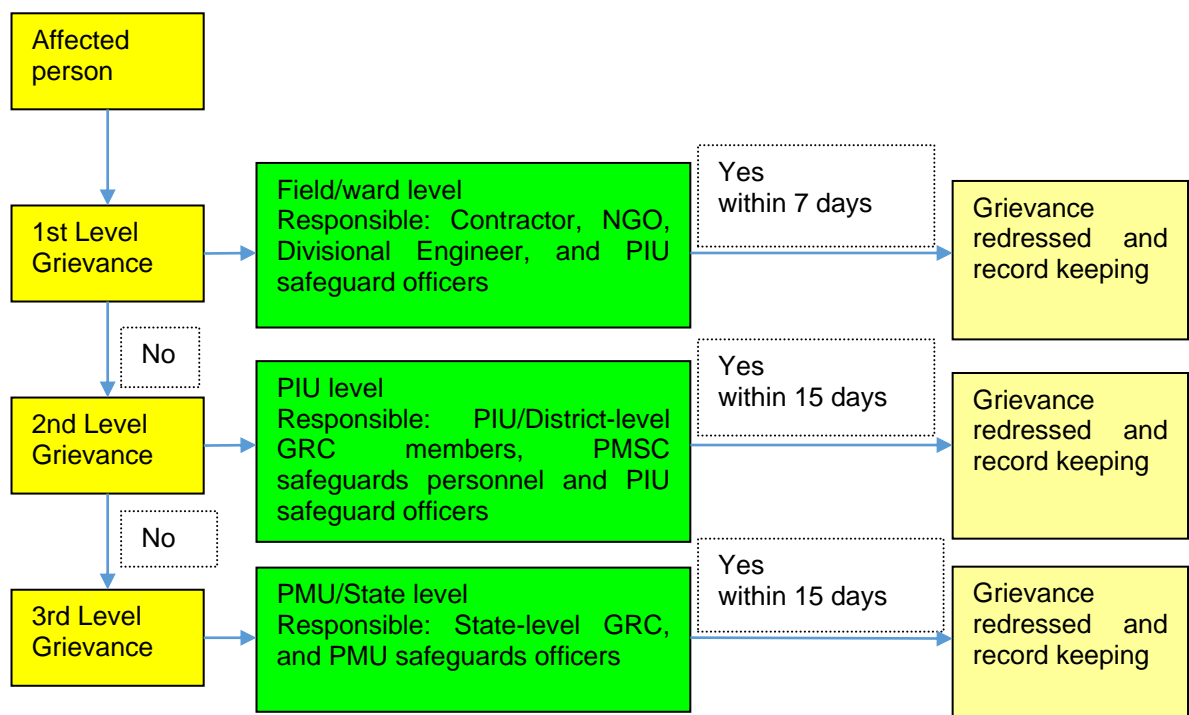 Affected
person
1st Level
Grievance
Field/ward level
Responsible: Contractor, NGO,
Divisional Engineer, and PIU
safeguard officers
Yes
within 7 days
Grievance
redressed and
record keeping
No
2nd Level
Grievance
PIU level
Responsible: PIU/District-level
GRC members, PMSC
safeguards personnel and PIU
safeguard officers
Yes
within 15 days
Grievance
redressed and
record keeping
No
3rd Level
Grievance
PMU/State level
Responsible: State-level GRC,
and PMU safeguards officers
Yes
within 15 days
Grievance
redressed and
record keeping